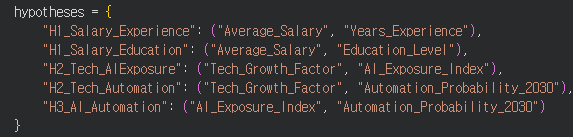 hypotheses = {
"H1_Salary_Experience": ("Average_Salary", "Years_Experience"),
"H1_Salary_Education": ("Average_Salary", "Education_Level"),
"H2_Tech_AIExposure": ("Tech_Growth_Factor", "AI_Exposure_Index"),
"H2_Tech_Automation": ("Tech_Growth_Factor", "Automation_Probability_2030"),
"H3_AI_Automation": ("AI_Exposure_Index", "Automation_Probability_2030")
}